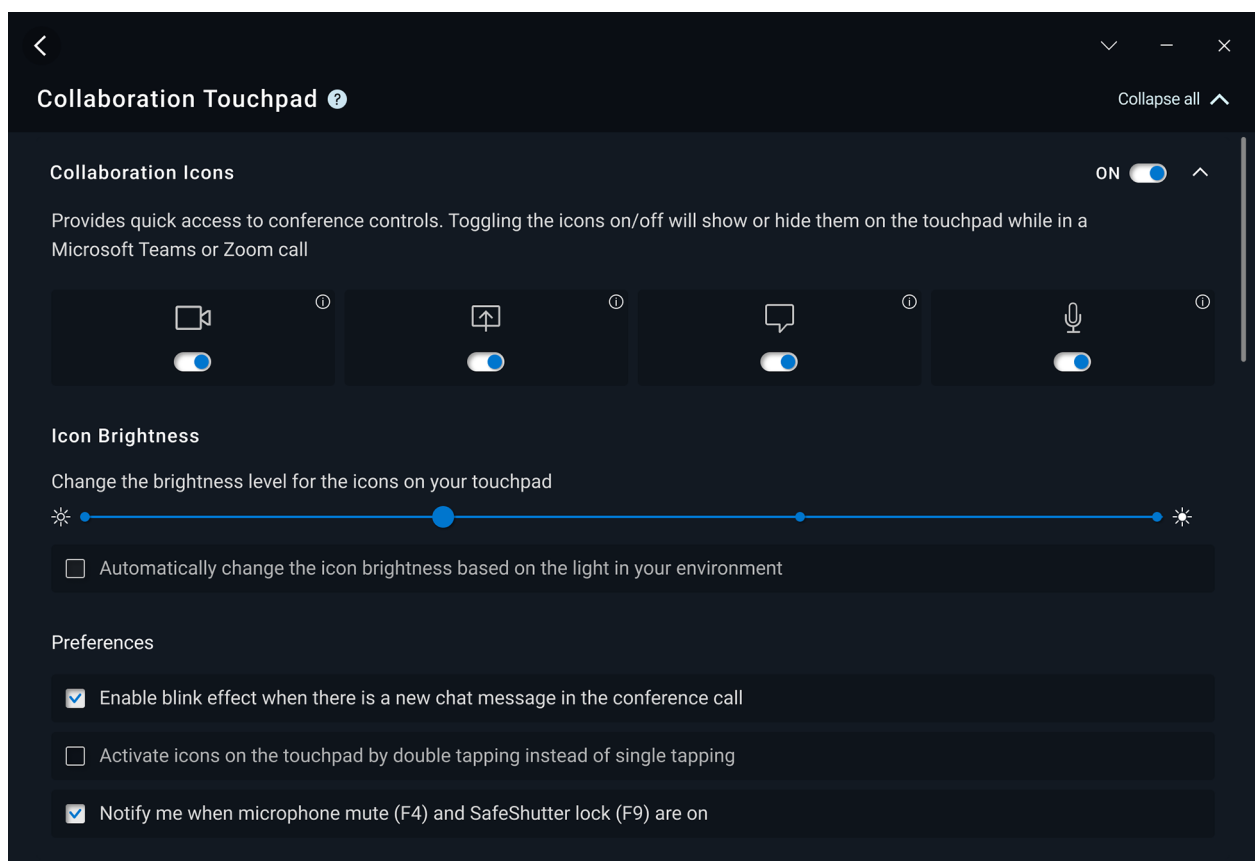 Collaboration Touchpad ?
Collapse all
Collaboration Icons
ON
Provides quick access to conference controls. Toggling the icons on/off will show or hide them on the touchpad while in a
Microsoft Teams or Zoom call
Icon Brightness
Change the brightness level for the icons on your touchpad
Automatically change the icon brightness based on the light in your environment
Preferences
Enable blink effect when there is a new chat message in the conference call
Activate icons on the touchpad by double tapping instead of single tapping
Notify me when microphone mute (F4) and SafeShutter lock (F9) are on